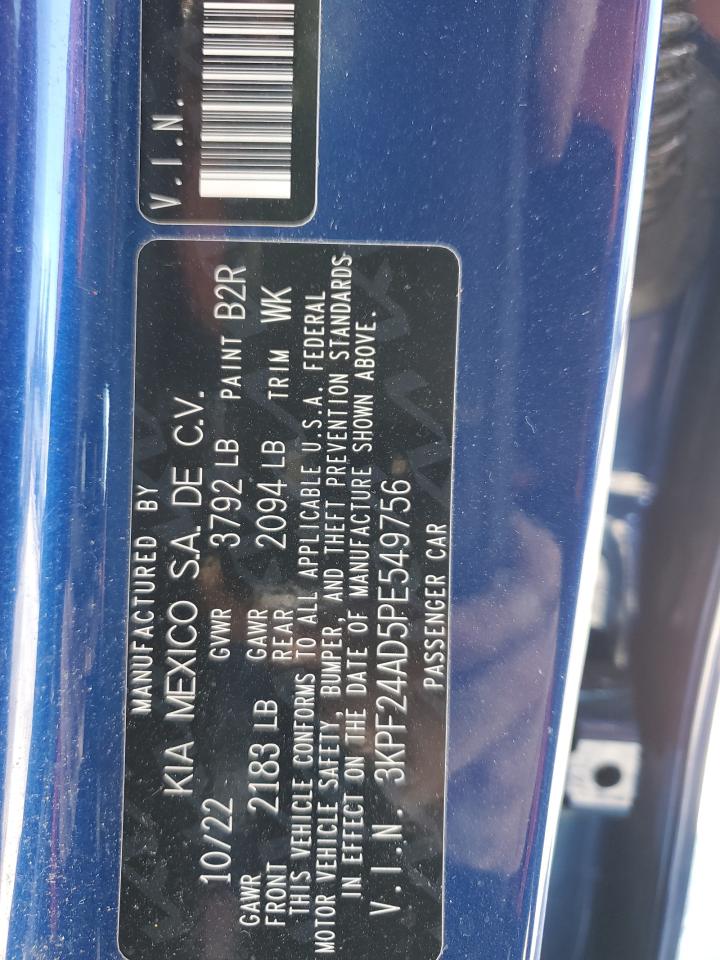 V.I.N.
MANUFACTURED BY
KIA MEXICO S.A. DE C.V.
10/22 GVWR 3792 LB PAINT B2R
GAWR FRONT 2183 LB GAWR REAR 2094 LB TRIM WK
THIS VEHICLE CONFORMS TO ALL APPLICABLE U.S.A. FEDERAL
MOTOR VEHICLE SAFETY, BUMPER, AND THEFT PREVENTION STANDARDS
IN EFFECT ON THE DATE OF MANUFACTURE SHOWN ABOVE.
V.I.N. 3KPF24AD5PE549756
PASSENGER CAR